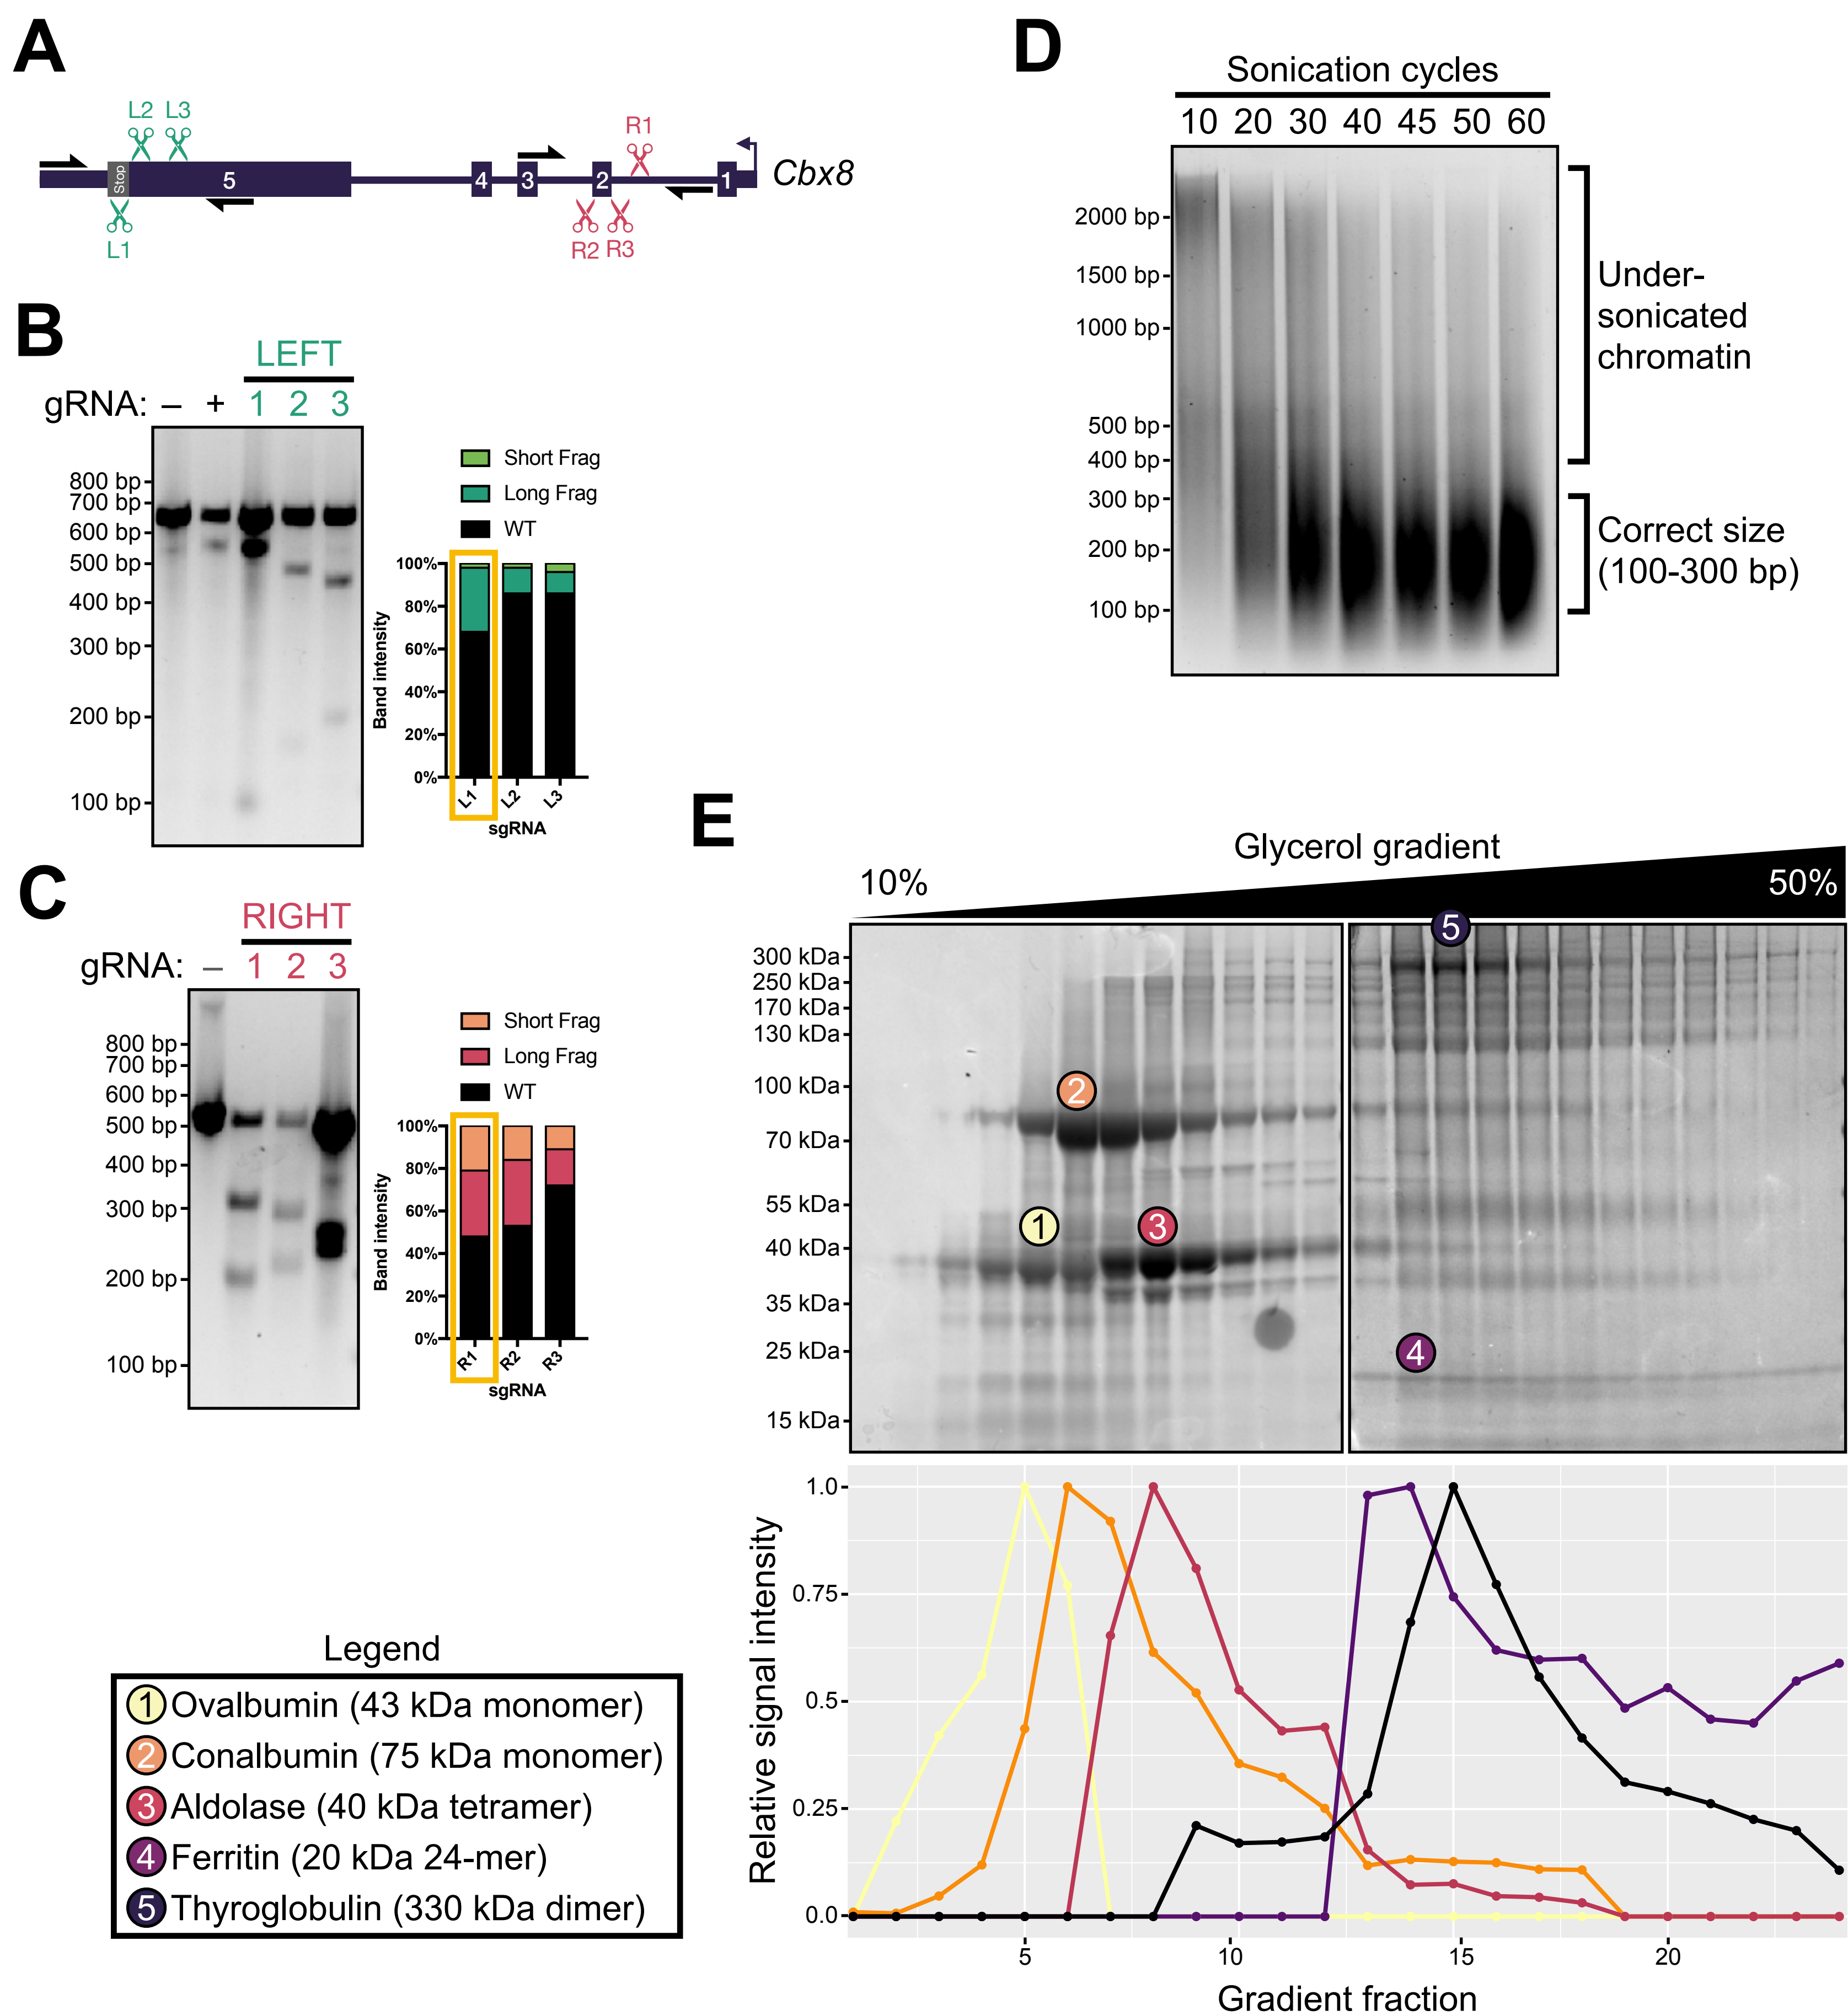 A
L2 L3
R1
Stop 5 4 3 2 1 Cbx8
L1
R2 R3
B
LEFT
gRNA: – + 1 2 3
800 bp
700 bp
600 bp
500 bp
400 bp
300 bp
200 bp
100 bp
Short Frag
Long Frag
WT
100%
80%
60%
40%
20%
0%
Band intensity
L1 L2 L3
sgRNA
C
RIGHT
gRNA: – 1 2 3
800 bp
700 bp
600 bp
500 bp
400 bp
300 bp
200 bp
100 bp
Short Frag
Long Frag
WT
100%
80%
60%
40%
20%
0%
Band intensity
R1 R2 R3
sgRNA
D
Sonication cycles
10 20 30 40 45 50 60
2000 bp
1500 bp
1000 bp
500 bp
400 bp
300 bp
200 bp
100 bp
Under-
sonicated
chromatin
Correct size
(100-300 bp)
E
Glycerol gradient
10% 50%
300 kDa
250 kDa
170 kDa
130 kDa
100 kDa
70 kDa
55 kDa
40 kDa
35 kDa
25 kDa
15 kDa
5
2
1 3
4
1.0
0.75
0.5
0.25
0.0
Relative signal intensity
5 10 15 20
Gradient fraction
Legend
1 Ovalbumin (43 kDa monomer)
2 Conalbumin (75 kDa monomer)
3 Aldolase (40 kDa tetramer)
4 Ferritin (20 kDa 24-mer)
5 Thyroglobulin (330 kDa dimer)